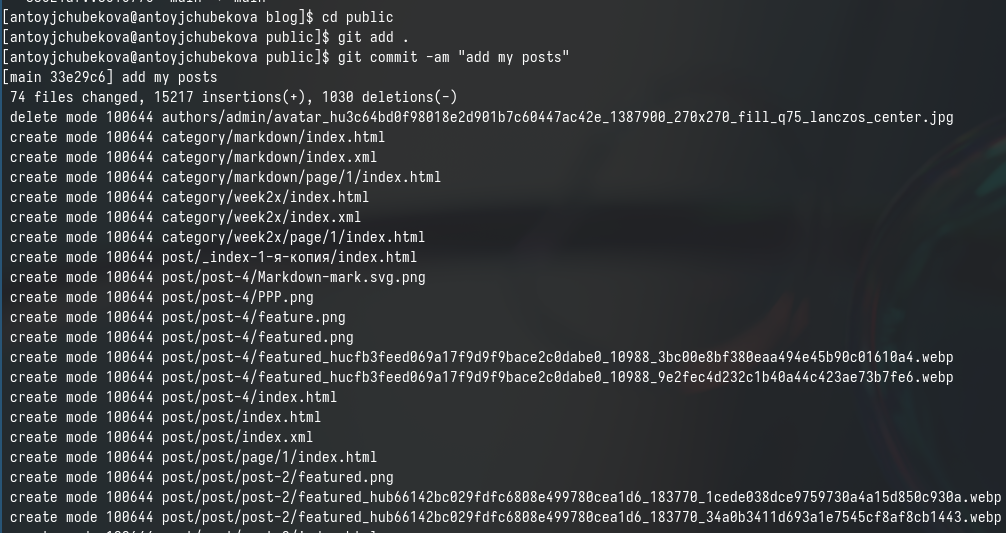 [antoyjchubekova@antoyjchubekova blog]$ cd public
[antoyjchubekova@antoyjchubekova public]$ git add .
[antoyjchubekova@antoyjchubekova public]$ git commit -am "add my posts"
[main 33e29c6] add my posts
74 files changed, 15217 insertions(+), 1030 deletions(-)
delete mode 100644 authors/admin/avatar_hu3c64bd0f98018e2d901b7c60447ac42e_1387900_270x270_fill_q75_lanczos_center.jpg
create mode 100644 category/markdown/index.html
create mode 100644 category/markdown/index.xml
create mode 100644 category/markdown/page/1/index.html
create mode 100644 category/week2x/index.html
create mode 100644 category/week2x/index.xml
create mode 100644 category/week2x/page/1/index.html
create mode 100644 post/_index-1-я-копия/index.html
create mode 100644 post/post-4/Markdown-mark.svg.png
create mode 100644 post/post-4/PPP.png
create mode 100644 post/post-4/feature.png
create mode 100644 post/post-4/featured.png
create mode 100644 post/post-4/featured_hucfb3feed069a17f9d9f9bace2c0dabe0_10988_3bc00e8bf380eaa494e45b90c01610a4.webp
create mode 100644 post/post-4/featured_hucfb3feed069a17f9d9f9bace2c0dabe0_10988_9e2fec4d232c1b40a44c423ae73b7fe6.webp
create mode 100644 post/post-4/index.html
create mode 100644 post/post/index.html
create mode 100644 post/post/index.xml
create mode 100644 post/post/page/1/index.html
create mode 100644 post/post/post-2/featured.png
create mode 100644 post/post/post-2/featured_hub66142bc029fdfc6808e499780cea1d6_183770_1cede038dce9759730a4a15d850c930a.webp
create mode 100644 post/post/post-2/featured_hub66142bc029fdfc6808e499780cea1d6_183770_34a0b3411d693a1e7545cf8af8cb1443.webp